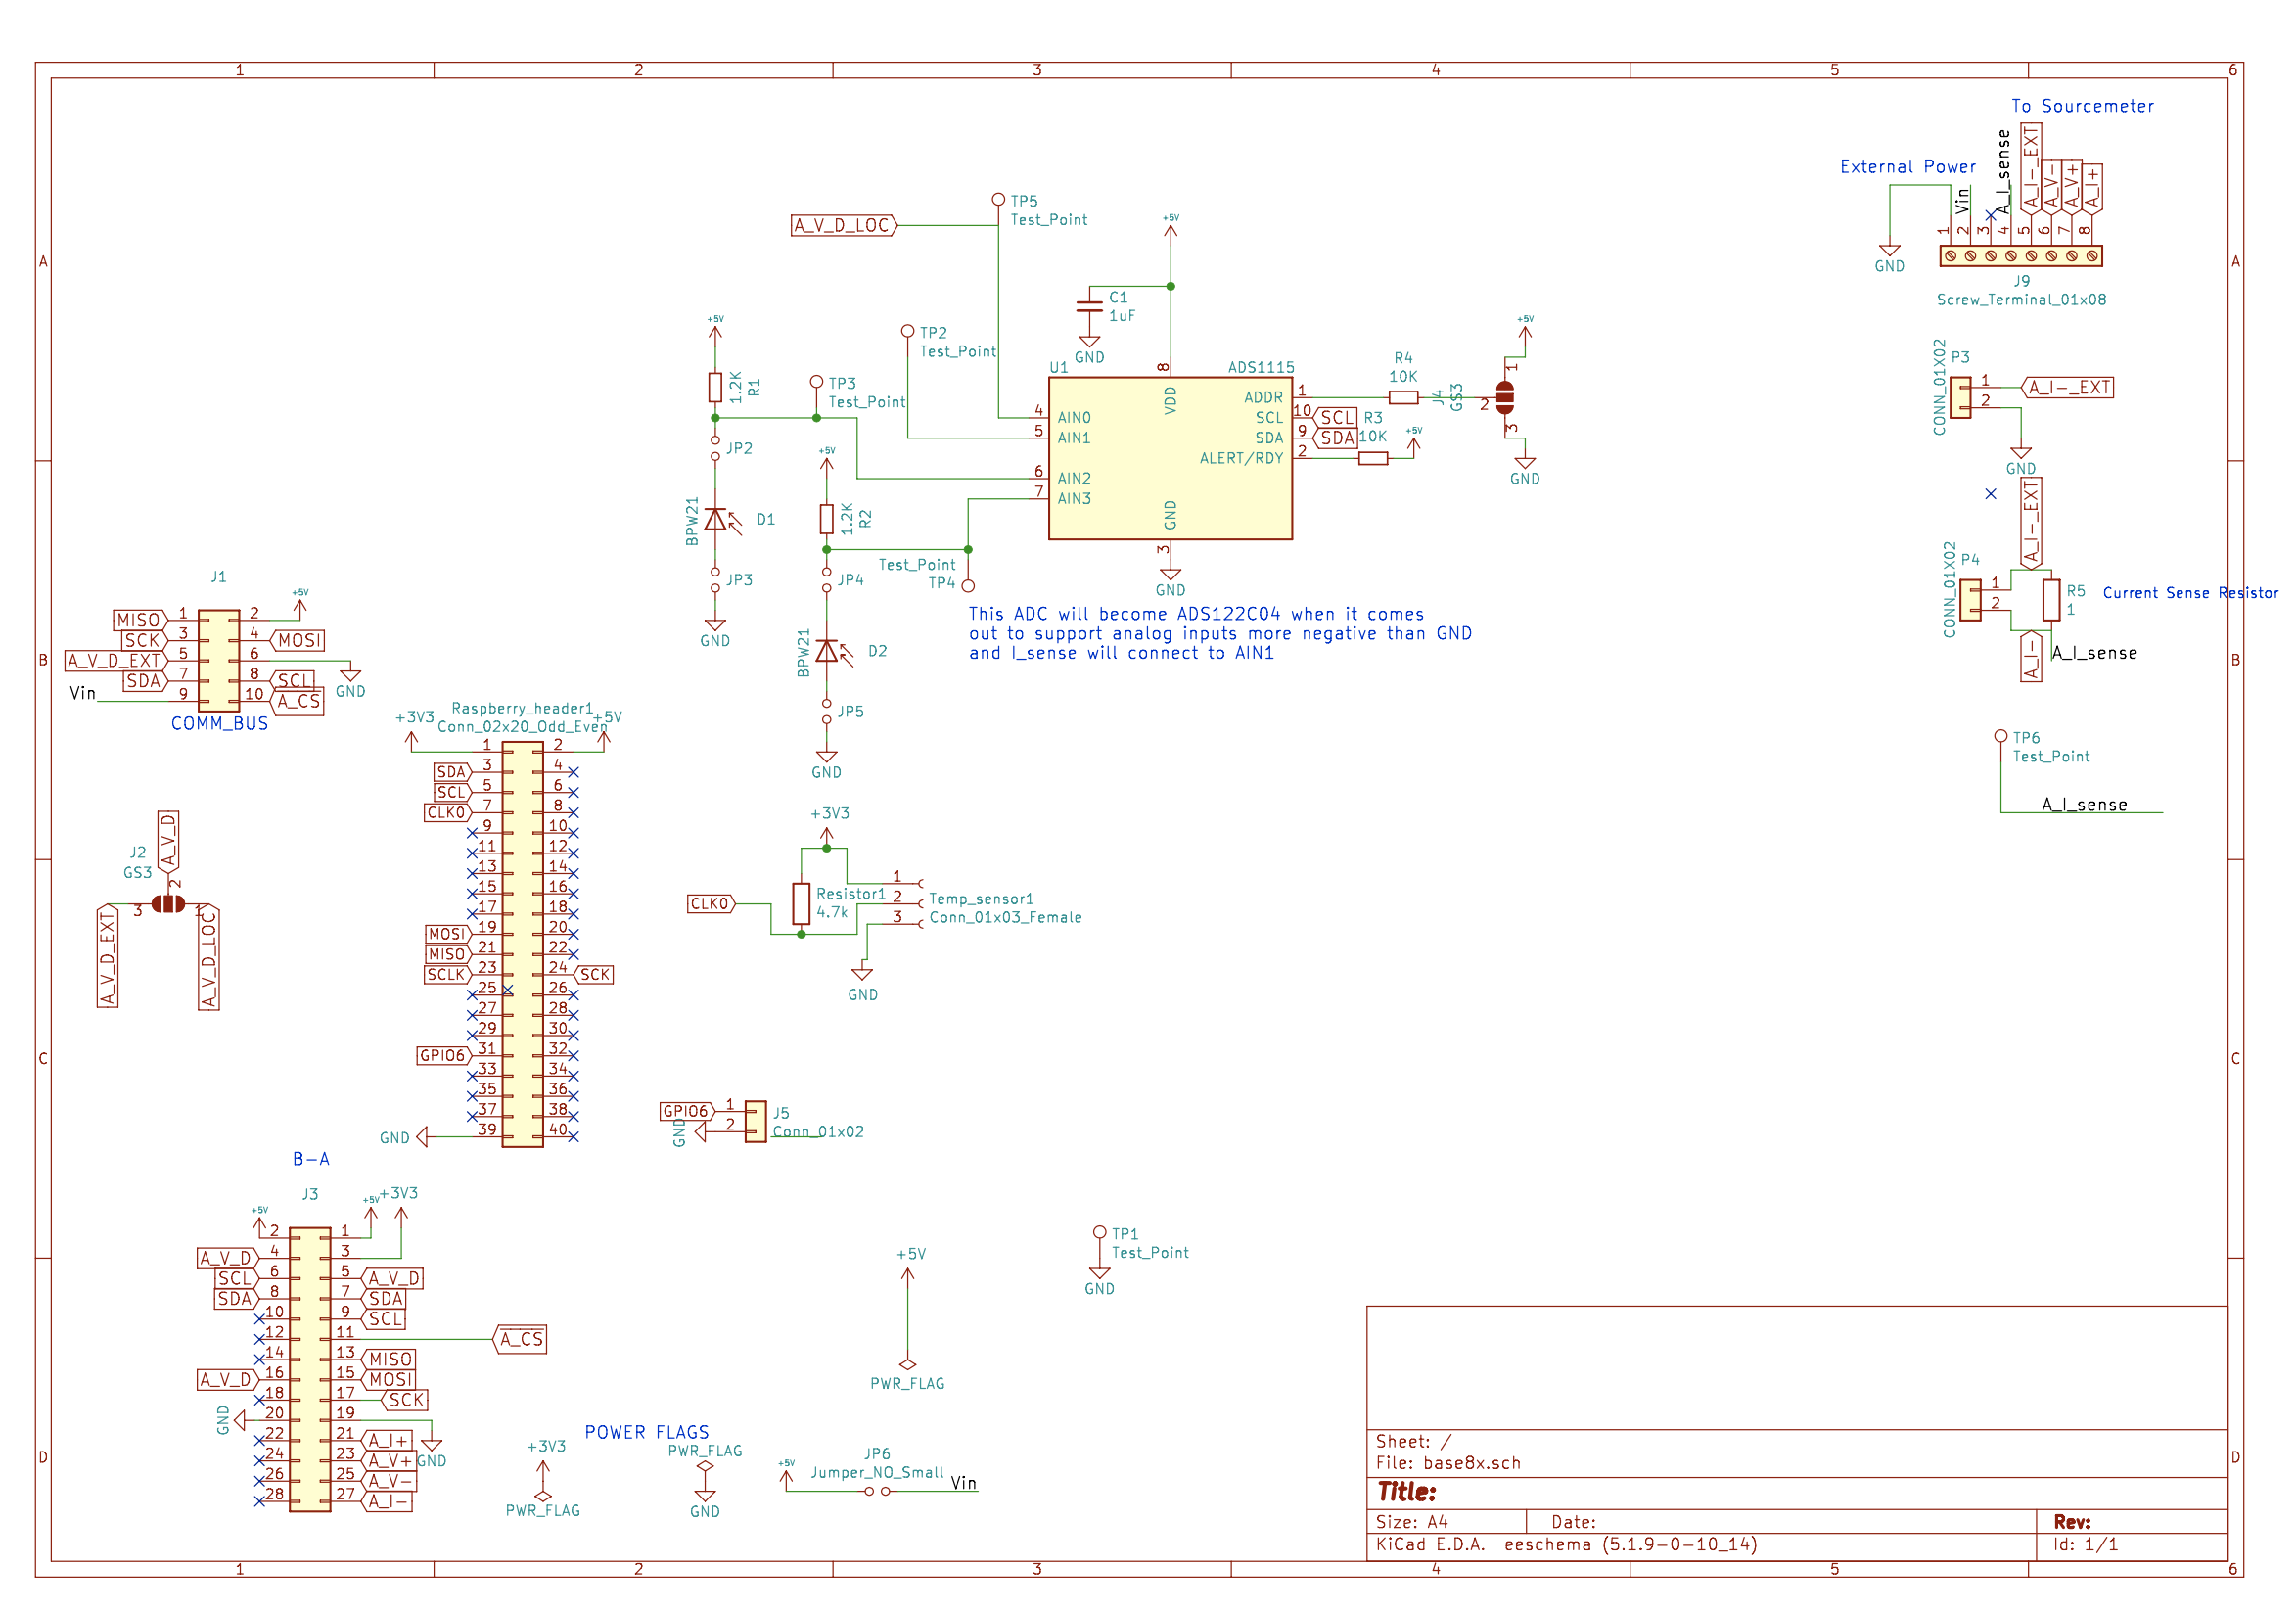 1 2 3 4 5 6
A
B
C
D
To Sourcemeter
External Power
Vin
A_I_sense
A_I-_EXT
A_V-
A_V+
A_I+
1 2 3 4 5 6 7 8
GND
J9
Screw_Terminal_01x08
P3
CONN_01X02
1
2
A_I-_EXT
GND
A_I-_EXT
P4
CONN_01X02
1
2
R5
1
Current Sense Resistor
A_I-
A_I_sense
TP6
Test_Point
A_I_sense
A_V_D_LOC
TP5
Test_Point
+5V
C1
1uF
GND
TP2
Test_Point
+5V
1.2K
R1
TP3
Test_Point
JP2
BPW21
D1
JP3
GND
+5V
1.2K
R2
Test_Point
TP4
JP4
BPW21
D2
JP5
GND
U1
ADS1115
8
VDD
4 AIN0
5 AIN1
6 AIN2
7 AIN3
ADDR 1
SCL 10
SDA 9
ALERT/RDY 2
GND
3
GND
SCL
SDA
R4
10K
R3
10K
+5V
J4
GS3
+5V
1
2
3
GND
This ADC will become ADS122C04 when it comes
out to support analog inputs more negative than GND
and I_sense will connect to AIN1
J1
MISO 1 2 +5V
SCK 3 4 MOSI
A_V_D_EXT 5 6 GND
SDA 7 8 SCL
Vin 9 10 A_CS
COMM_BUS
J2
GS3
A_V_D
2
3
1
A_V_D_EXT
A_V_D_LOC
Raspberry_header1
Conn_02x20_Odd_Even
+3V3 1 2 +5V
SDA 3 4
SCL 5 6
CLK0 7 8
9 10
11 12
13 14
15 16
17 18
MOSI 19 20
MISO 21 22
SCLK 23 24 SCK
25 26
27 28
29 30
GPIO6 31 32
33 34
35 36
37 38
GND 39 40
+3V3
CLK0
Resistor1
4.7k
1
2
3
Temp_sensor1
Conn_01x03_Female
GND
GPIO6 1
GND 2
J5
Conn_01x02
B-A
J3
+5V 2 1 +5V
+3V3
A_V_D 4 3
SCL 6 5 A_V_D
SDA 8 7 SDA
10 9 SCL
12 11 A_CS
14 13 MISO
A_V_D 16 15 MOSI
18 17 SCK
GND 20 19
22 21 A_I+
GND
24 23 A_V+
26 25 A_V-
28 27 A_I-
POWER FLAGS
+3V3
PWR_FLAG
PWR_FLAG
GND
+5V
PWR_FLAG
+5V
JP6
Jumper_NO_Small
Vin
TP1
Test_Point
GND
Sheet: /
File: base8x.sch
Title:
Size: A4 Date: Rev:
KiCad E.D.A. eeschema (5.1.9-0-10_14) Id: 1/1
A
B
C
D
1 2 3 4 5 6